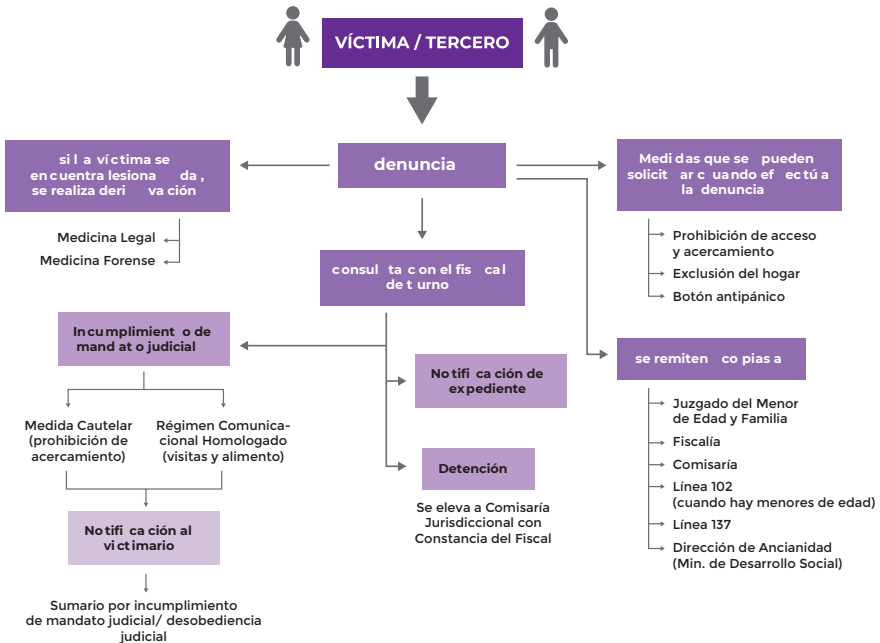 VÍCTIMA / TERCERO
si la víctima se
encuentra lesionada,
se realiza derivación
Medicina Legal
Medicina Forense
denuncia
Medidas que se pueden
solicitar cuando efectúa
la denuncia
Prohibición de acceso
y acercamiento
Exclusión del hogar
Botón antipánico
consulta con el fiscal
de turno
Incumplimiento de
mandato judicial
Medida Cautelar
(prohibición de
acercamiento)
Régimen Comunica-
cional Homologado
(visitas y alimento)
Notificación al
victimario
Sumario por incumplimiento
de mandato judicial/ desobediencia
judicial
Notificación de
expediente
Detención
Se eleva a Comisaría
Jurisdiccional con
Constancia del Fiscal
se remiten copias a
Juzgado del Menor
de Edad y Familia
Fiscalía
Comisaría
Línea 102
(cuando hay menores de edad)
Línea 137
Dirección de Ancianidad
(Min. de Desarrollo Social)